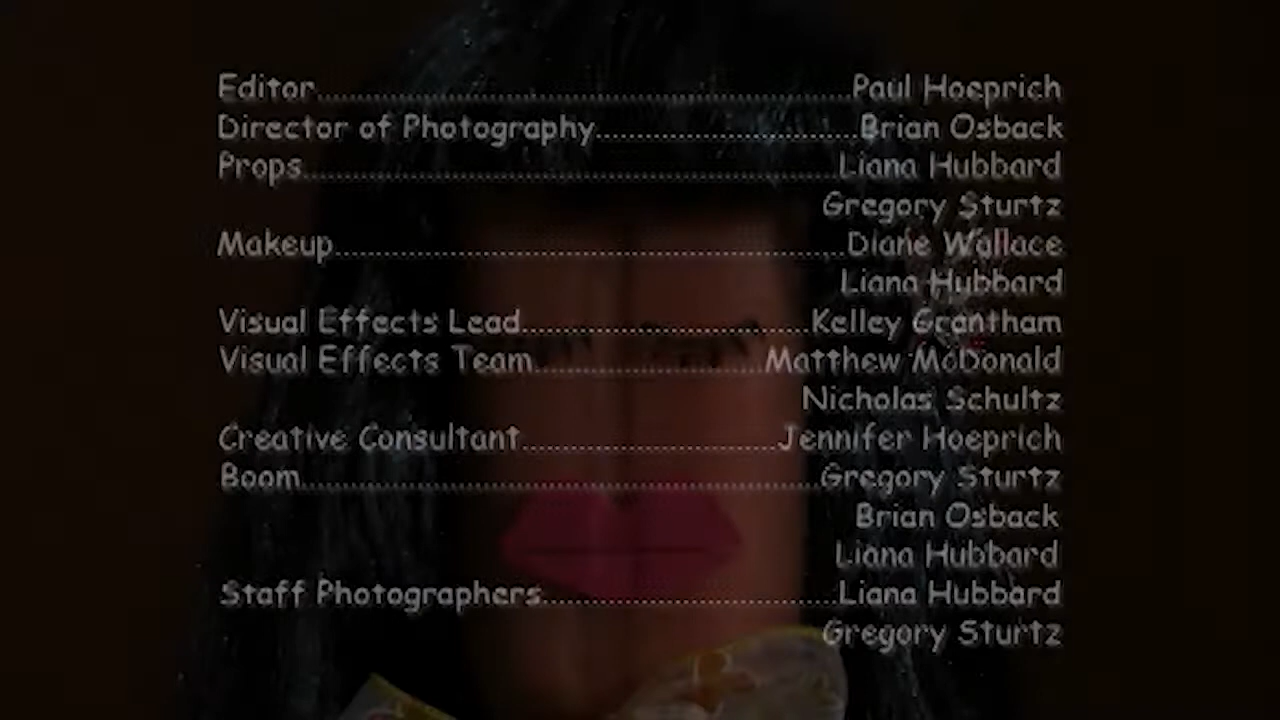 Editor........................Paul Hoeprich
Director of Photography........................Brian Osback
Props........................Liana Hubbard
Gregory Sturtz
Makeup........................Diane Wallace
Liana Hubbard
Visual Effects Lead........................Kelley Grantham
Visual Effects Team........................Matthew McDonald
Nicholas Schultz
Creative Consultant........................Jennifer Hoeprich
Boom........................Gregory Sturtz
Brian Osback
Liana Hubbard
Staff Photographers........................Liana Hubbard
Gregory Sturtz